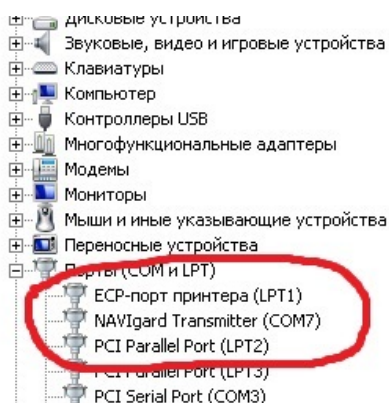 Дисковые устройства
Звуковые, видео и игровые устройства
Клавиатуры
Компьютер
Контроллеры USB
Многофункциональные адаптеры
Модемы
Мониторы
Мыши и иные указывающие устройства
Переносные устройства
Порты (COM и LPT)
ECP-порт принтера (LPT1)
NAVIgard Transmitter (COM7)
PCI Parallel Port (LPT2)
PCI Parallel Port (LPT3)
PCI Serial Port (COM3)